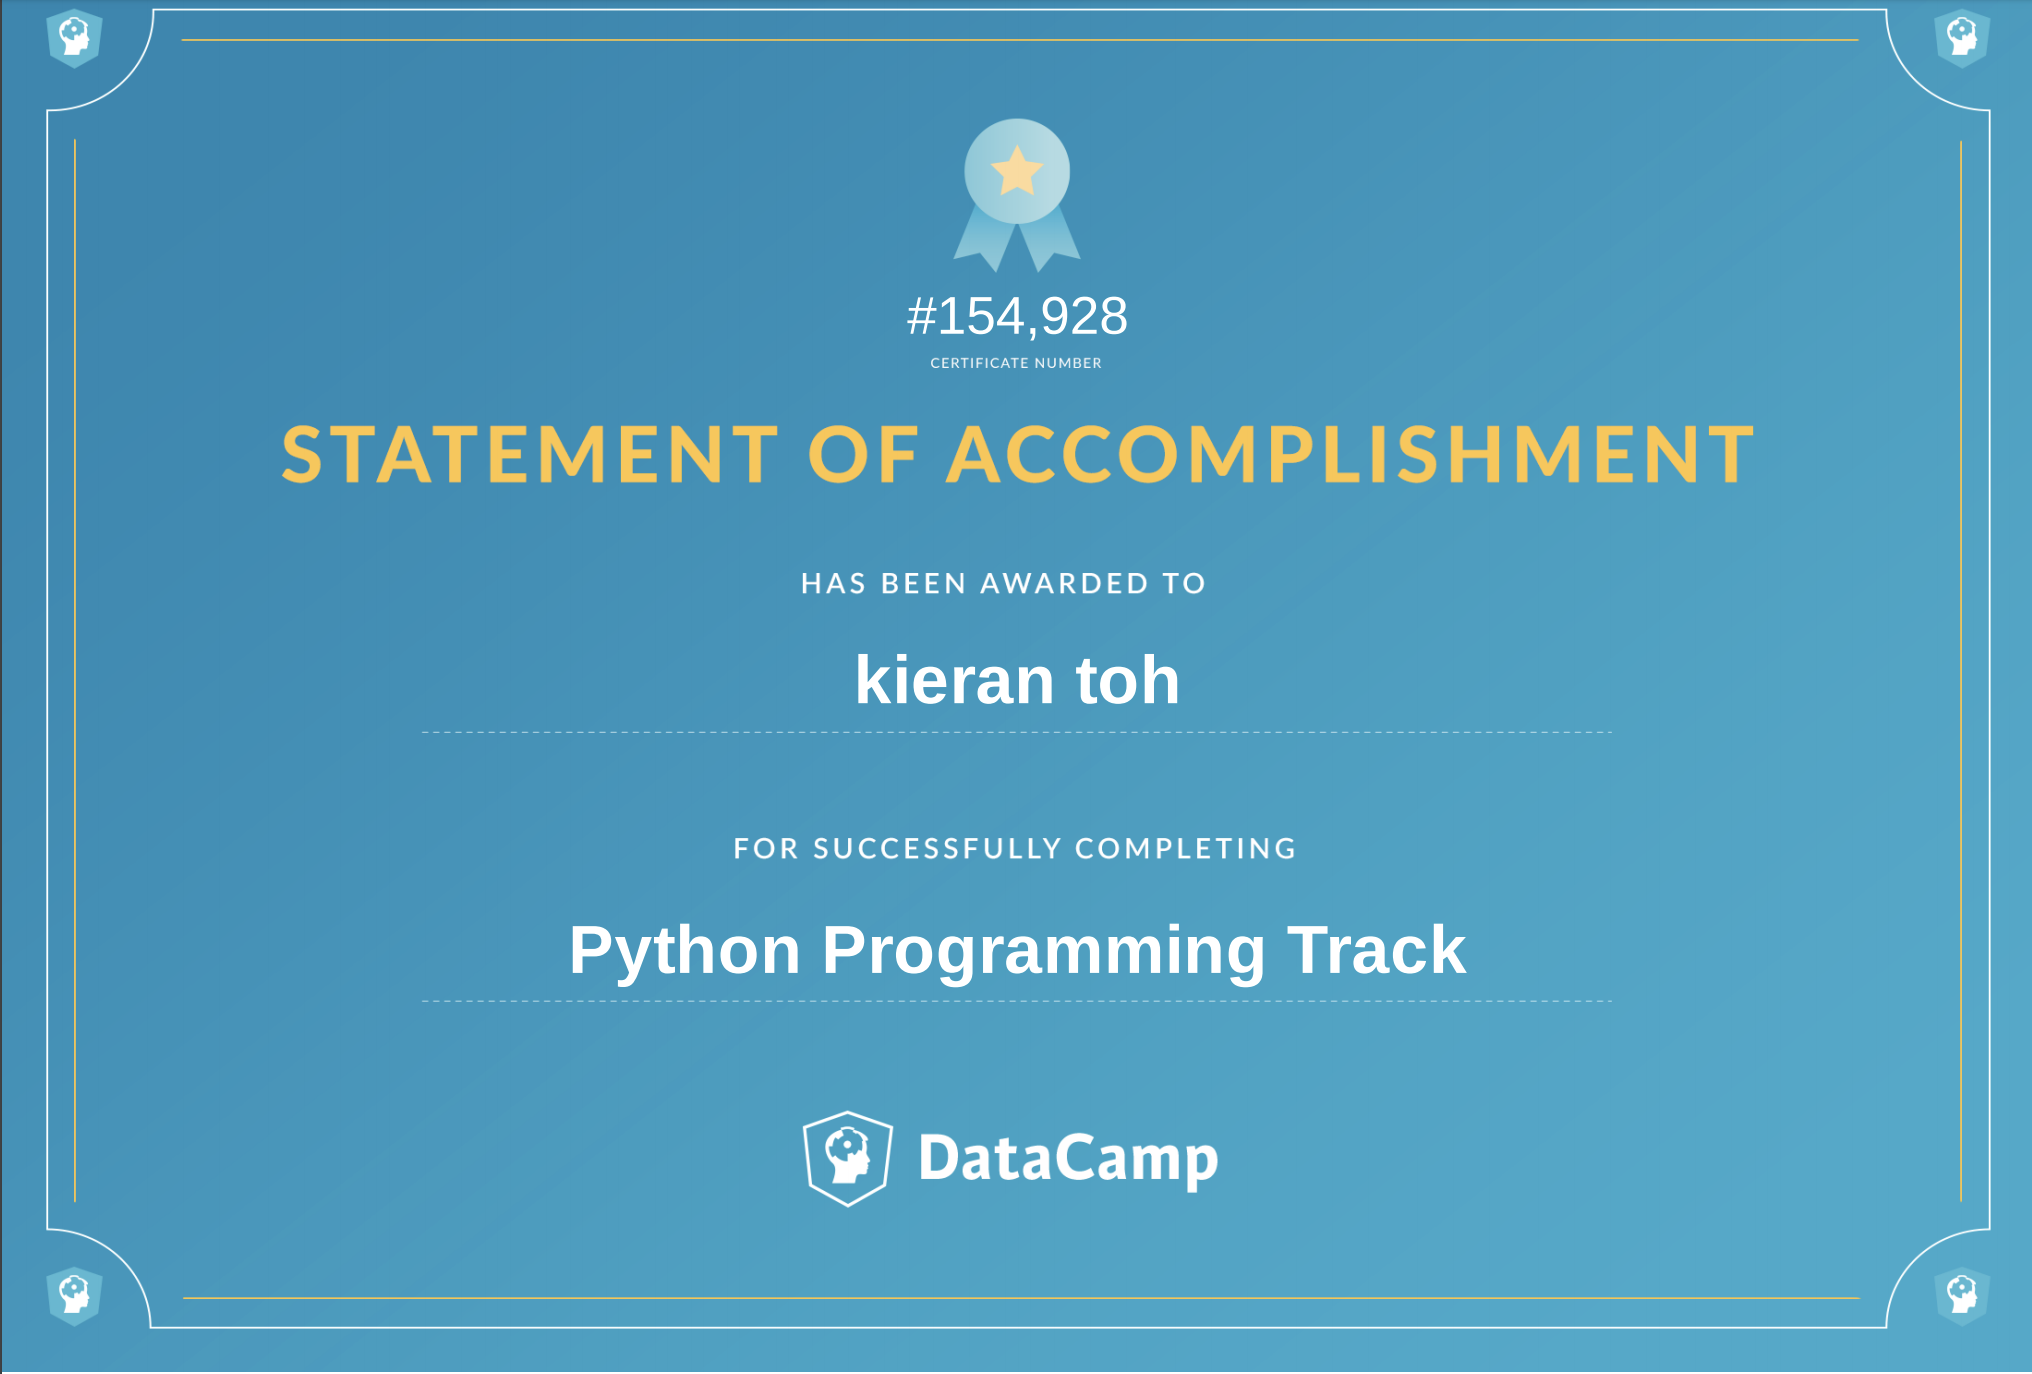 #154,928
CERTIFICATE NUMBER
STATEMENT OF ACCOMPLISHMENT
HAS BEEN AWARDED TO
kieran toh
FOR SUCCESSFULLY COMPLETING
Python Programming Track
DataCamp